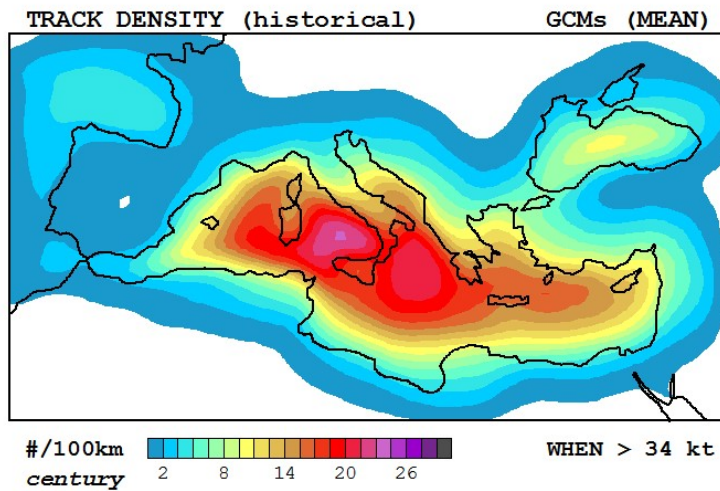 TRACK DENSITY (historical) GCMs (MEAN)
#/100km 2 8 14 20 26 WHEN > 34 kt
century